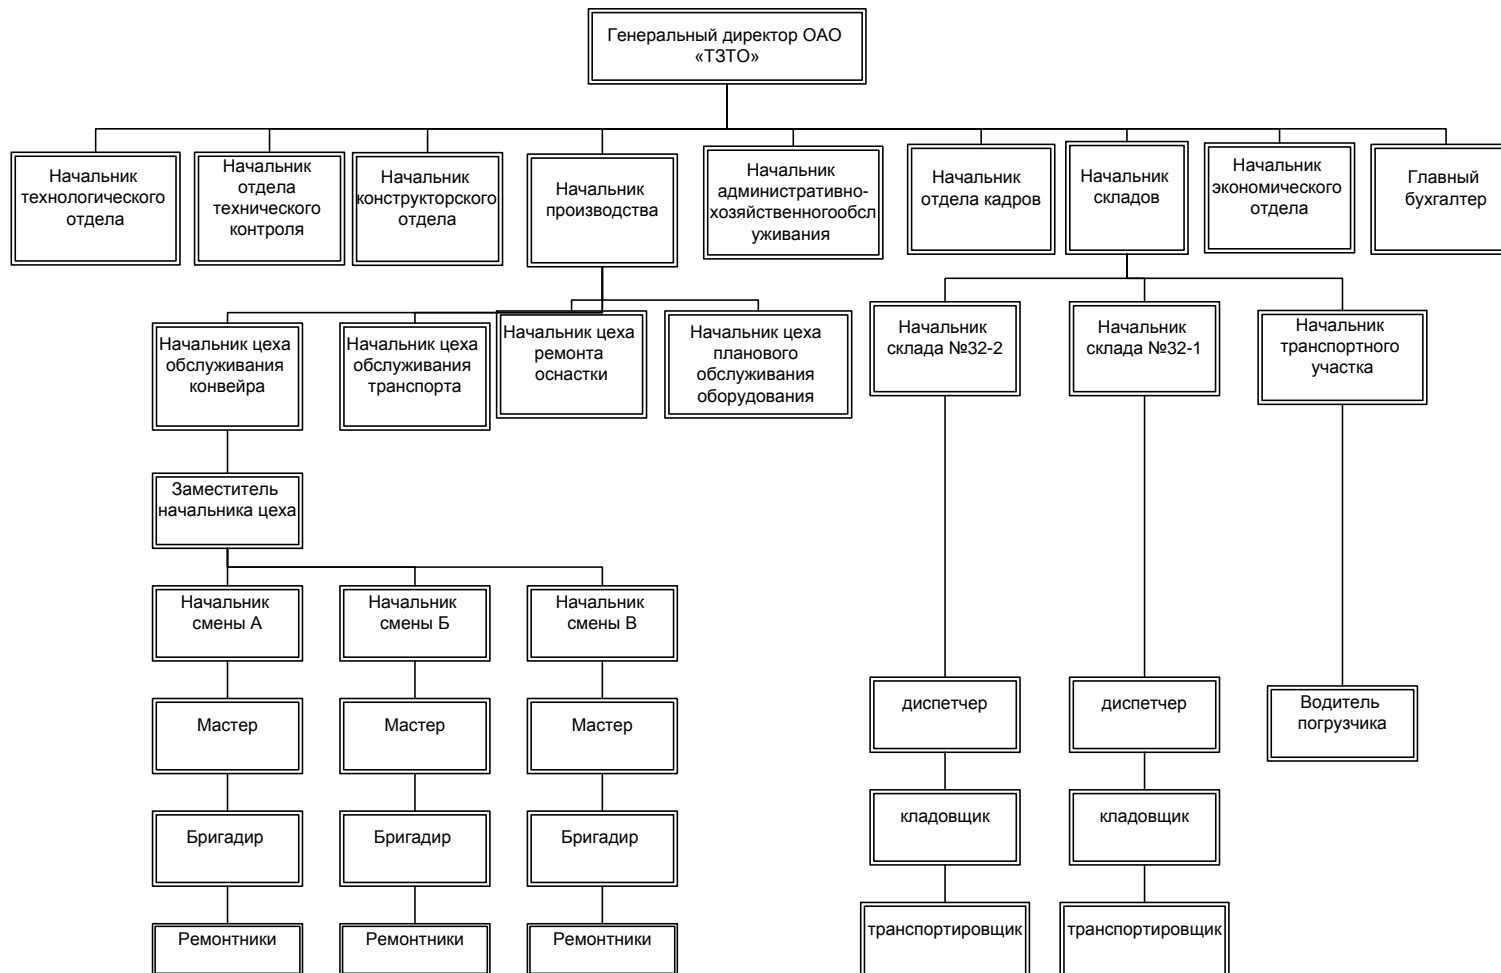 Генеральный директор ОАО
«ТЗТО»
Начальник
технологического
отдела
Начальник
отдела
технического
контроля
Начальник
конструкторского
отдела
Начальник
производства
Начальник
административно-
хозяйственногообсл
уживания
Начальник
отдела кадров
Начальник
складов
Начальник
экономического
отдела
Главный
бухгалтер
Начальник цеха
обслуживания
конвейра
Начальник цеха
обслуживания
транспорта
Начальник цеха
ремонта
оснастки
Начальник цеха
планового
обслуживания
оборудования
Начальник
склада №32-2
Начальник
склада №32-1
Начальник
транспортного
участка
Заместитель
начальника цеха
Начальник
смены А
Начальник
смены Б
Начальник
смены В
Мастер
Мастер
Мастер
диспетчер
диспетчер
Водитель
погрузчика
Бригадир
Бригадир
Бригадир
кладовщик
кладовщик
Ремонтники
Ремонтники
Ремонтники
транспортировщик
транспортировщик